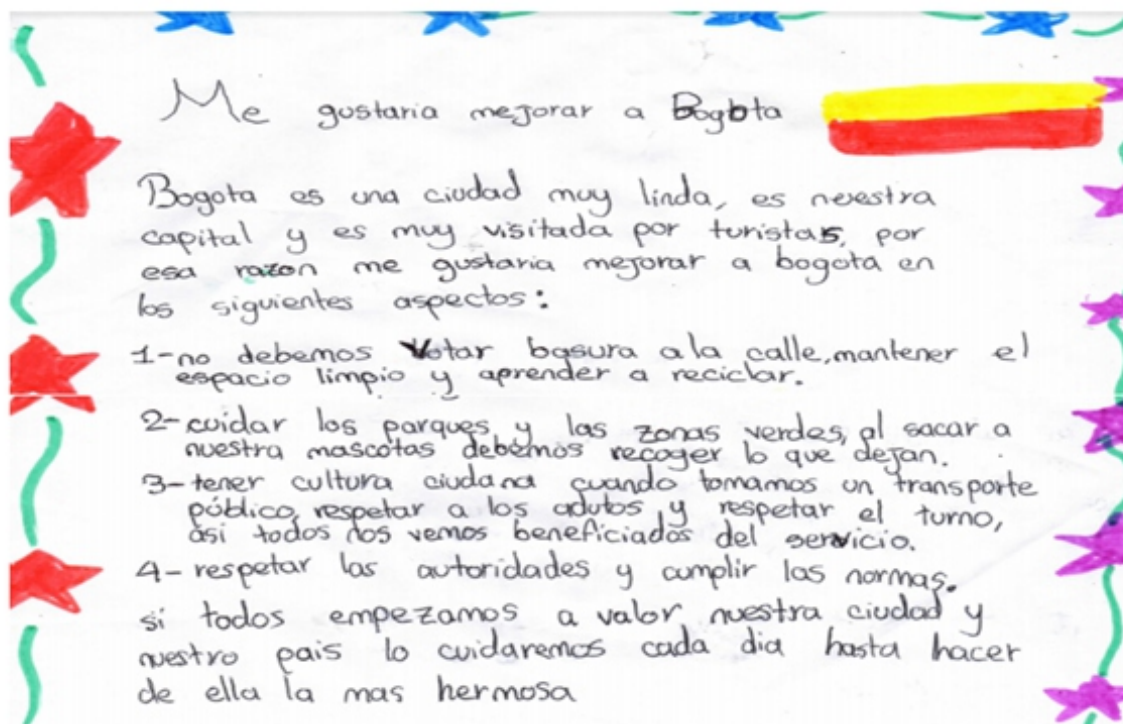 Me gustaria mejorar a Bogota
Bogota es una ciudad muy linda, es nuestra
capital y es muy visitada por turistas, por
esa razon me gustaria mejorar a bogota en
los siguientes aspectos:
1-no debemos Votar basura a la calle, mantener el
espacio limpio y aprender a reciclar.
2-cuidar los parques y las zonas verdes, al sacar a
nuestra mascotas debemos recoger lo que dejan.
3-tener cultura ciudana cuando tomamos un transporte
público, respetar a los adutos y respetar el turno,
asi todos nos vemos beneficiados del servicio.
4-respetar las autoridades y cumplir las normas.
si todos empezamos a valor nuestra ciudad y
nuestro pais lo cuidaremos cada dia hasta hacer
de ella la mas hermosa